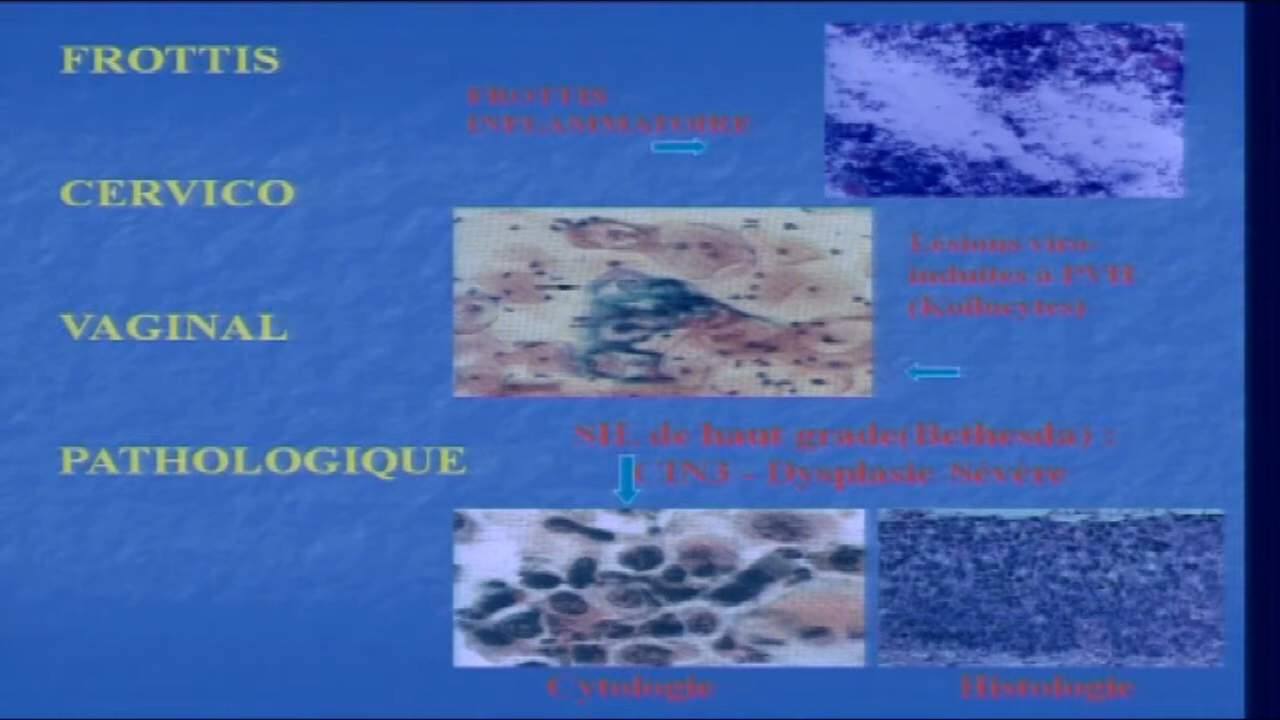 FROTTIS
CERVICO
VAGINAL
PATHOLOGIQUE
FROTTIS
INFLAMMATOIRE
Lésions viro-
induites à PVH
(Koïlocytes)
SIL de haut grade(Bethesda) :
CIN3 - Dysplasie Sévère
Cytologie
Histologie